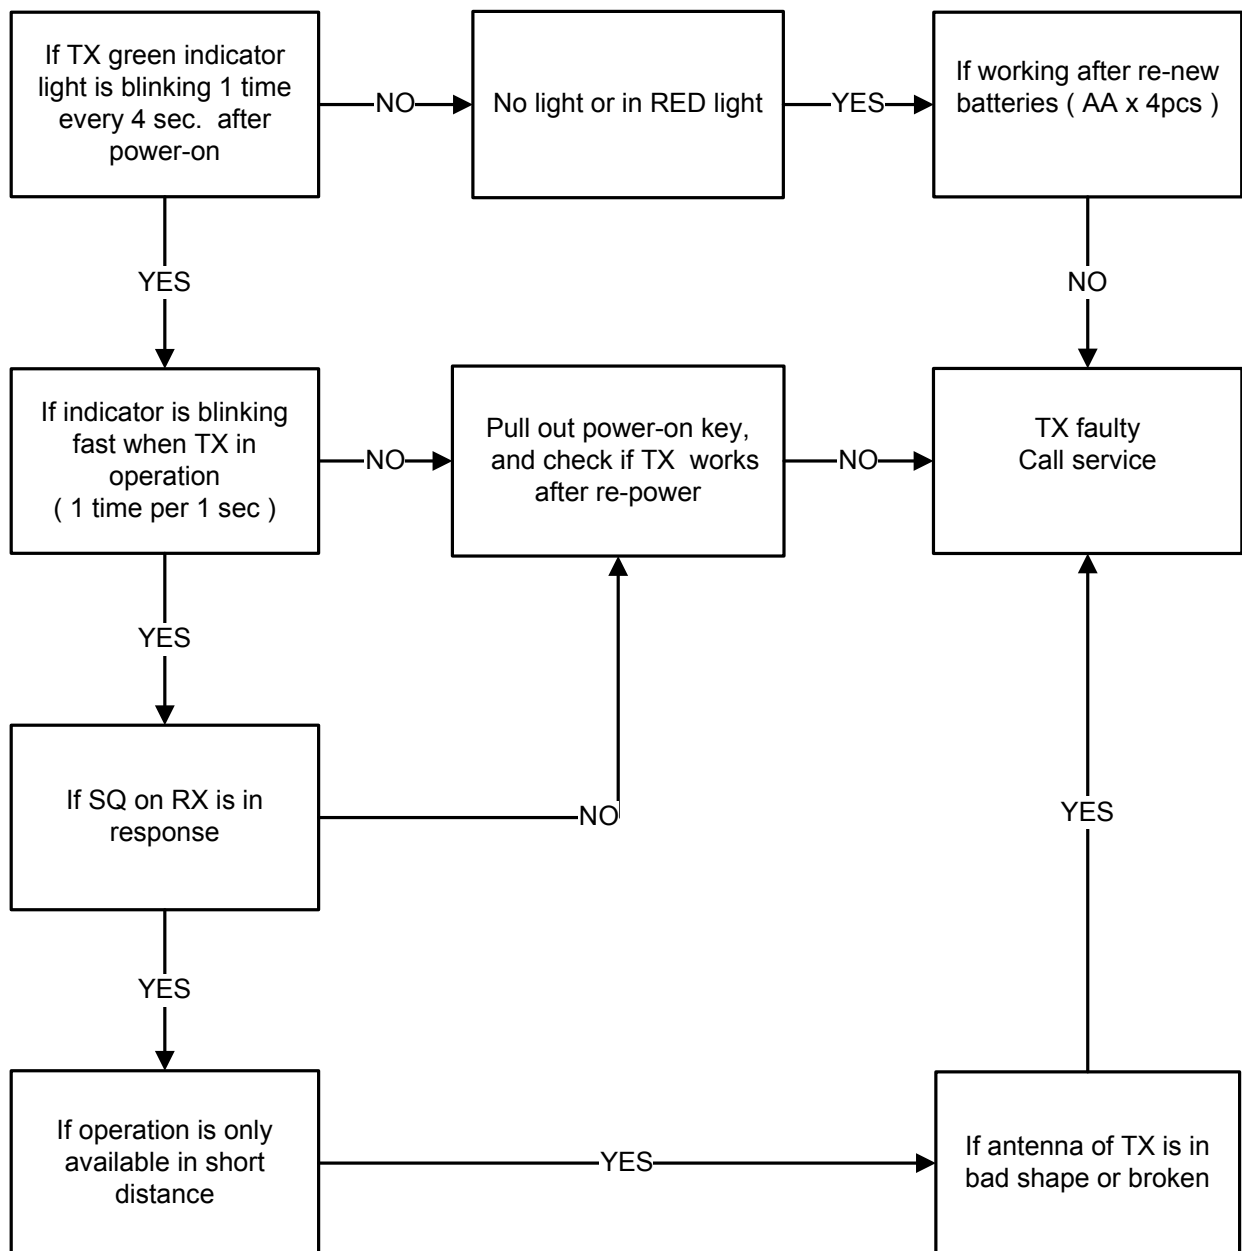 If TX green indicator
light is blinking 1 time
every 4 sec.  after
power-on
NO
No light or in RED light
YES
If working after re-new
batteries ( AA x 4pcs )
YES
NO
If indicator is blinking
fast when TX in
operation
( 1 time per 1 sec )
NO
Pull out power-on key,
and check if TX  works
after re-power
NO
TX faulty
Call service
YES
If SQ on RX is in
response
NO
YES
YES
If operation is only
available in short
distance
YES
If antenna of TX is in
bad shape or broken